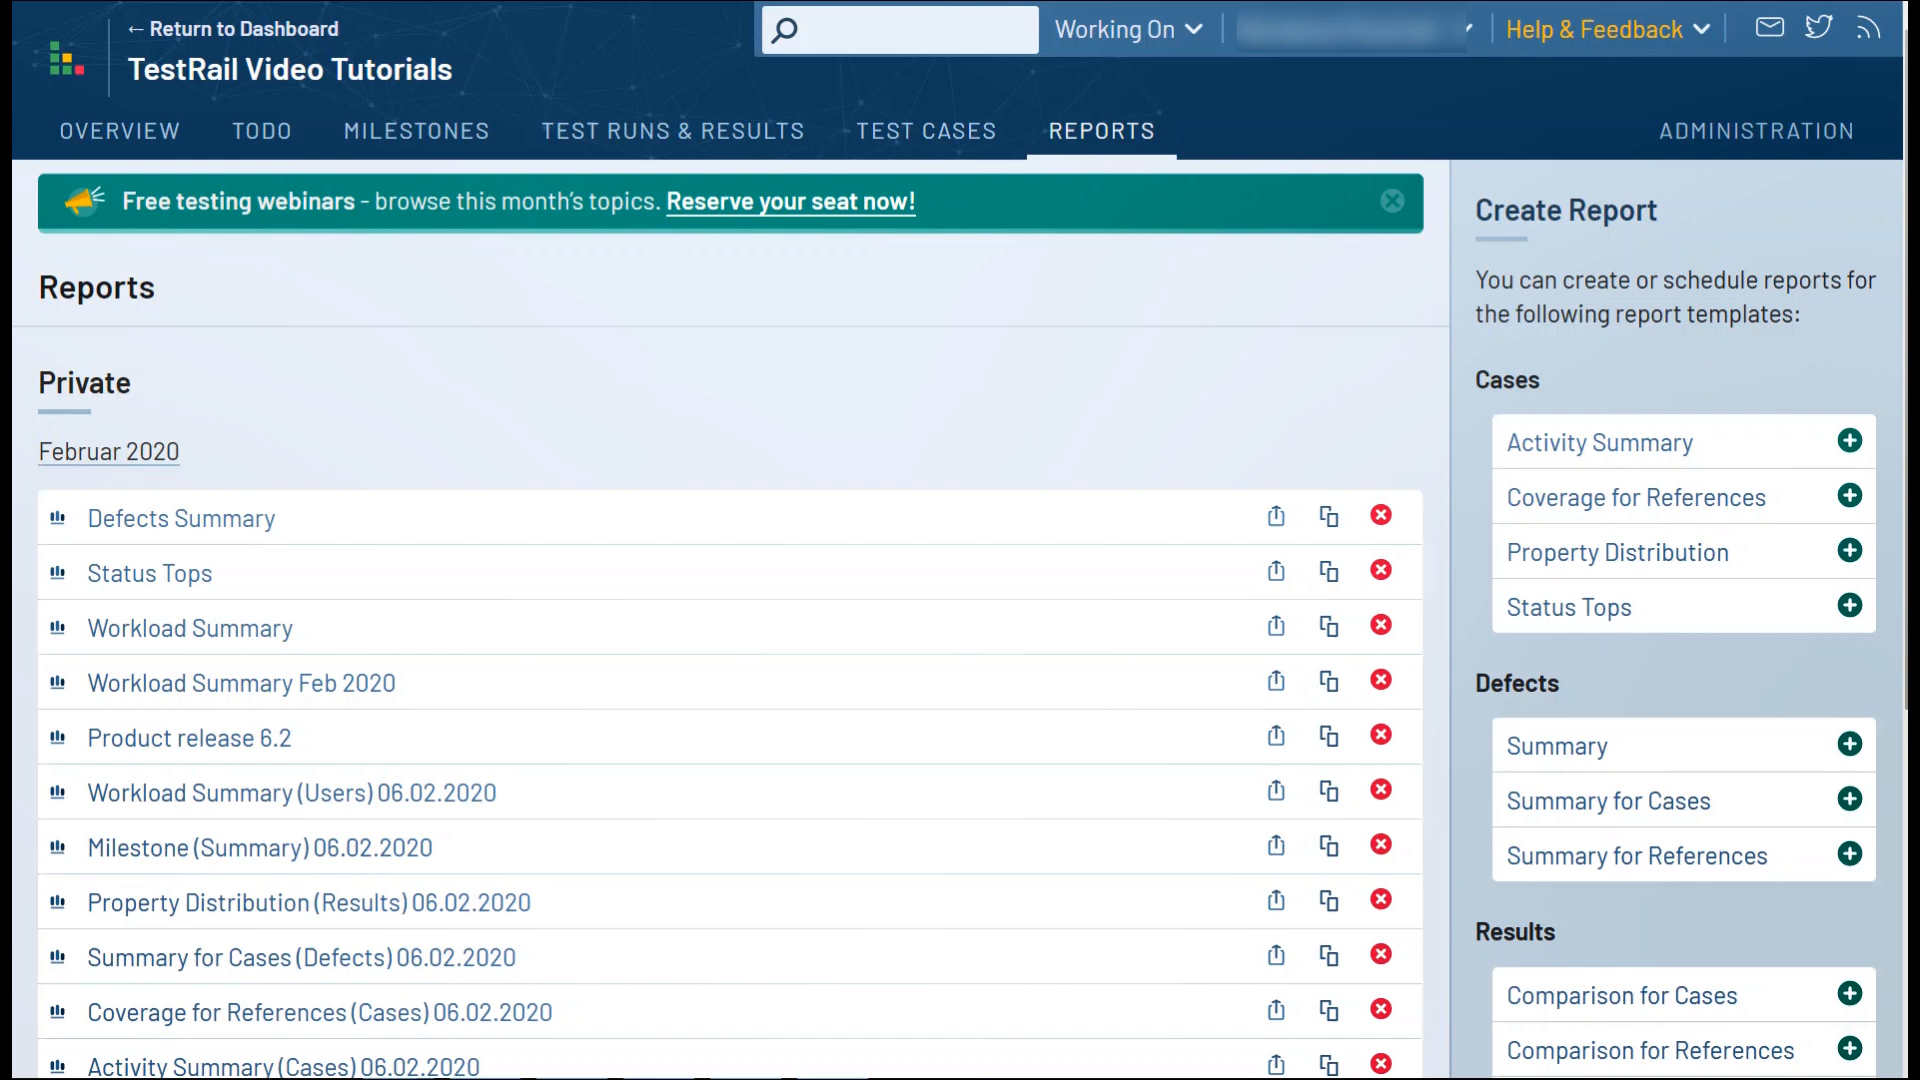 ← Return to Dashboard
TestRail Video Tutorials
Working On
Help & Feedback
OVERVIEW TODO MILESTONES TEST RUNS & RESULTS TEST CASES REPORTS ADMINISTRATION
Free testing webinars - browse this month's topics. Reserve your seat now!
Reports
Private
Februar 2020
Defects Summary
Status Tops
Workload Summary
Workload Summary Feb 2020
Product release 6.2
Workload Summary (Users) 06.02.2020
Milestone (Summary) 06.02.2020
Property Distribution (Results) 06.02.2020
Summary for Cases (Defects) 06.02.2020
Coverage for References (Cases) 06.02.2020
Activity Summary (Cases) 06.02.2020
Create Report
You can create or schedule reports for
the following report templates:
Cases
Activity Summary
Coverage for References
Property Distribution
Status Tops
Defects
Summary
Summary for Cases
Summary for References
Results
Comparison for Cases
Comparison for References